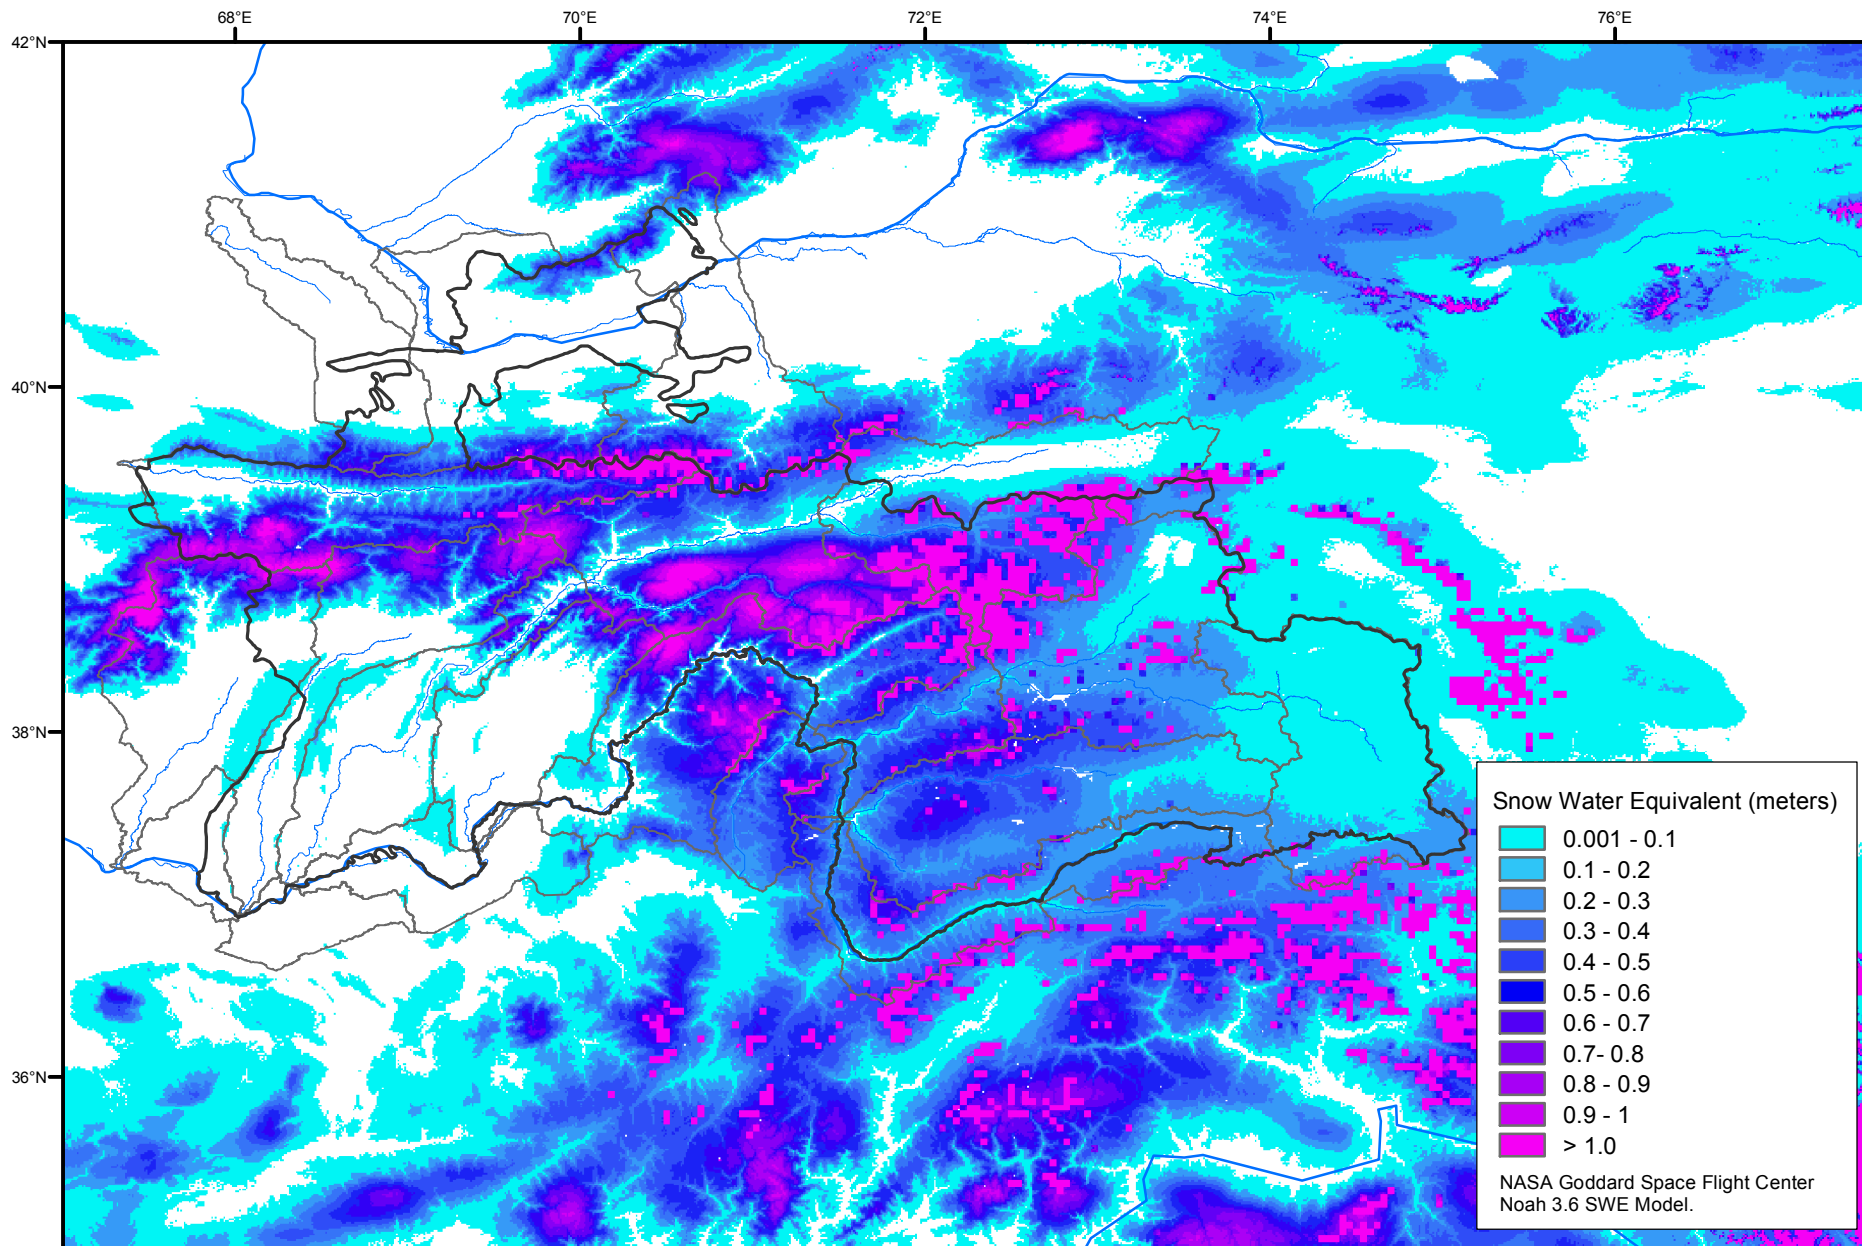 68°E
70°E
72°E
74°E
76°E
42°N
40°N
38°N
36°N
Snow Water Equivalent (meters)
0.001 - 0.1
0.1 - 0.2
0.2 - 0.3
0.3 - 0.4
0.4 - 0.5
0.5 - 0.6
0.6 - 0.7
0.7- 0.8
0.8 - 0.9
0.9 - 1
> 1.0
NASA Goddard Space Flight Center
Noah 3.6 SWE Model.